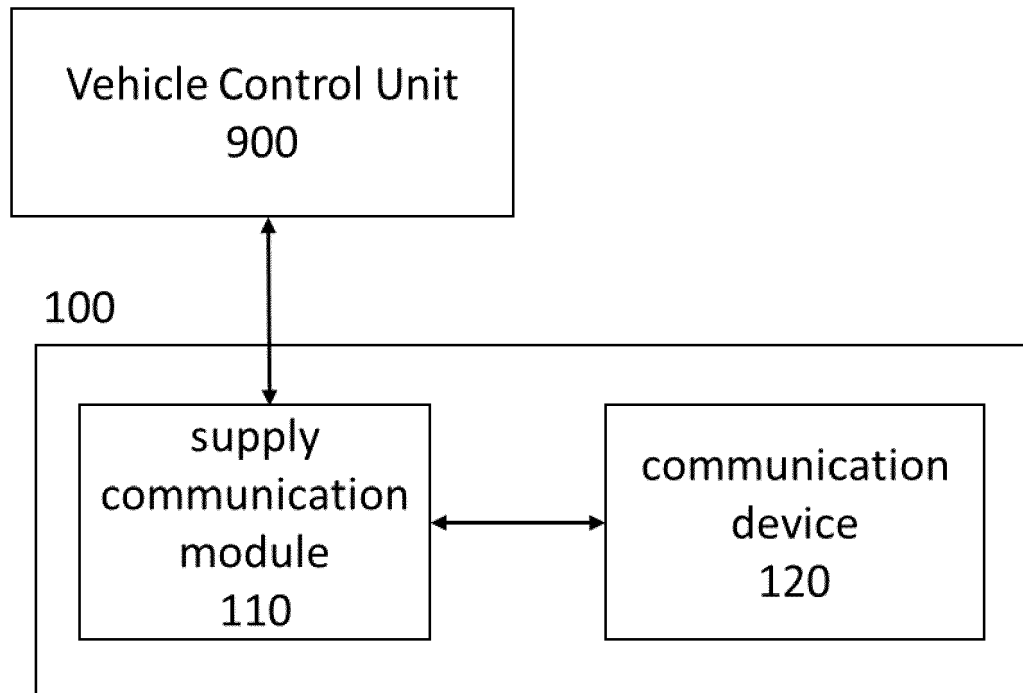 Vehicle Control Unit
900
100
supply
communication
module
110
communication
device
120